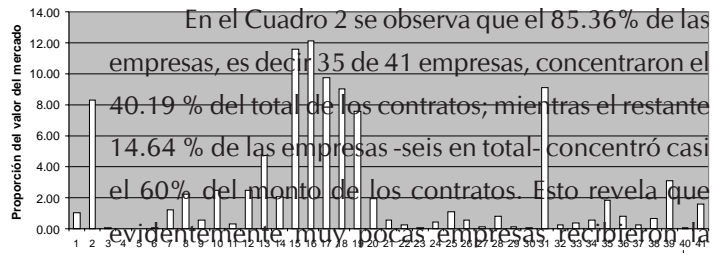 En el Cuadro 2 se observa que el 85.36% de las
empresas, es decir 35 de 41 empresas, concentraron el
40.19 % del total de los contratos; mientras el restante
14.64 % de las empresas -seis en total- concentró casi
el 60% del monto de los contratos. Esto revela que
evidentemente muy pocas empresas recibieron la
Proporción del valor del mercado
14.00
12.00
10.00
8.00
6.00
4.00
2.00
0.00
1 2 3 4 5 6 7 8 9 10 11 12 13 14 15 16 17 18 19 20 21 22 23 24 25 26 27 28 29 30 31 32 33 34 35 36 37 38 39 40 41